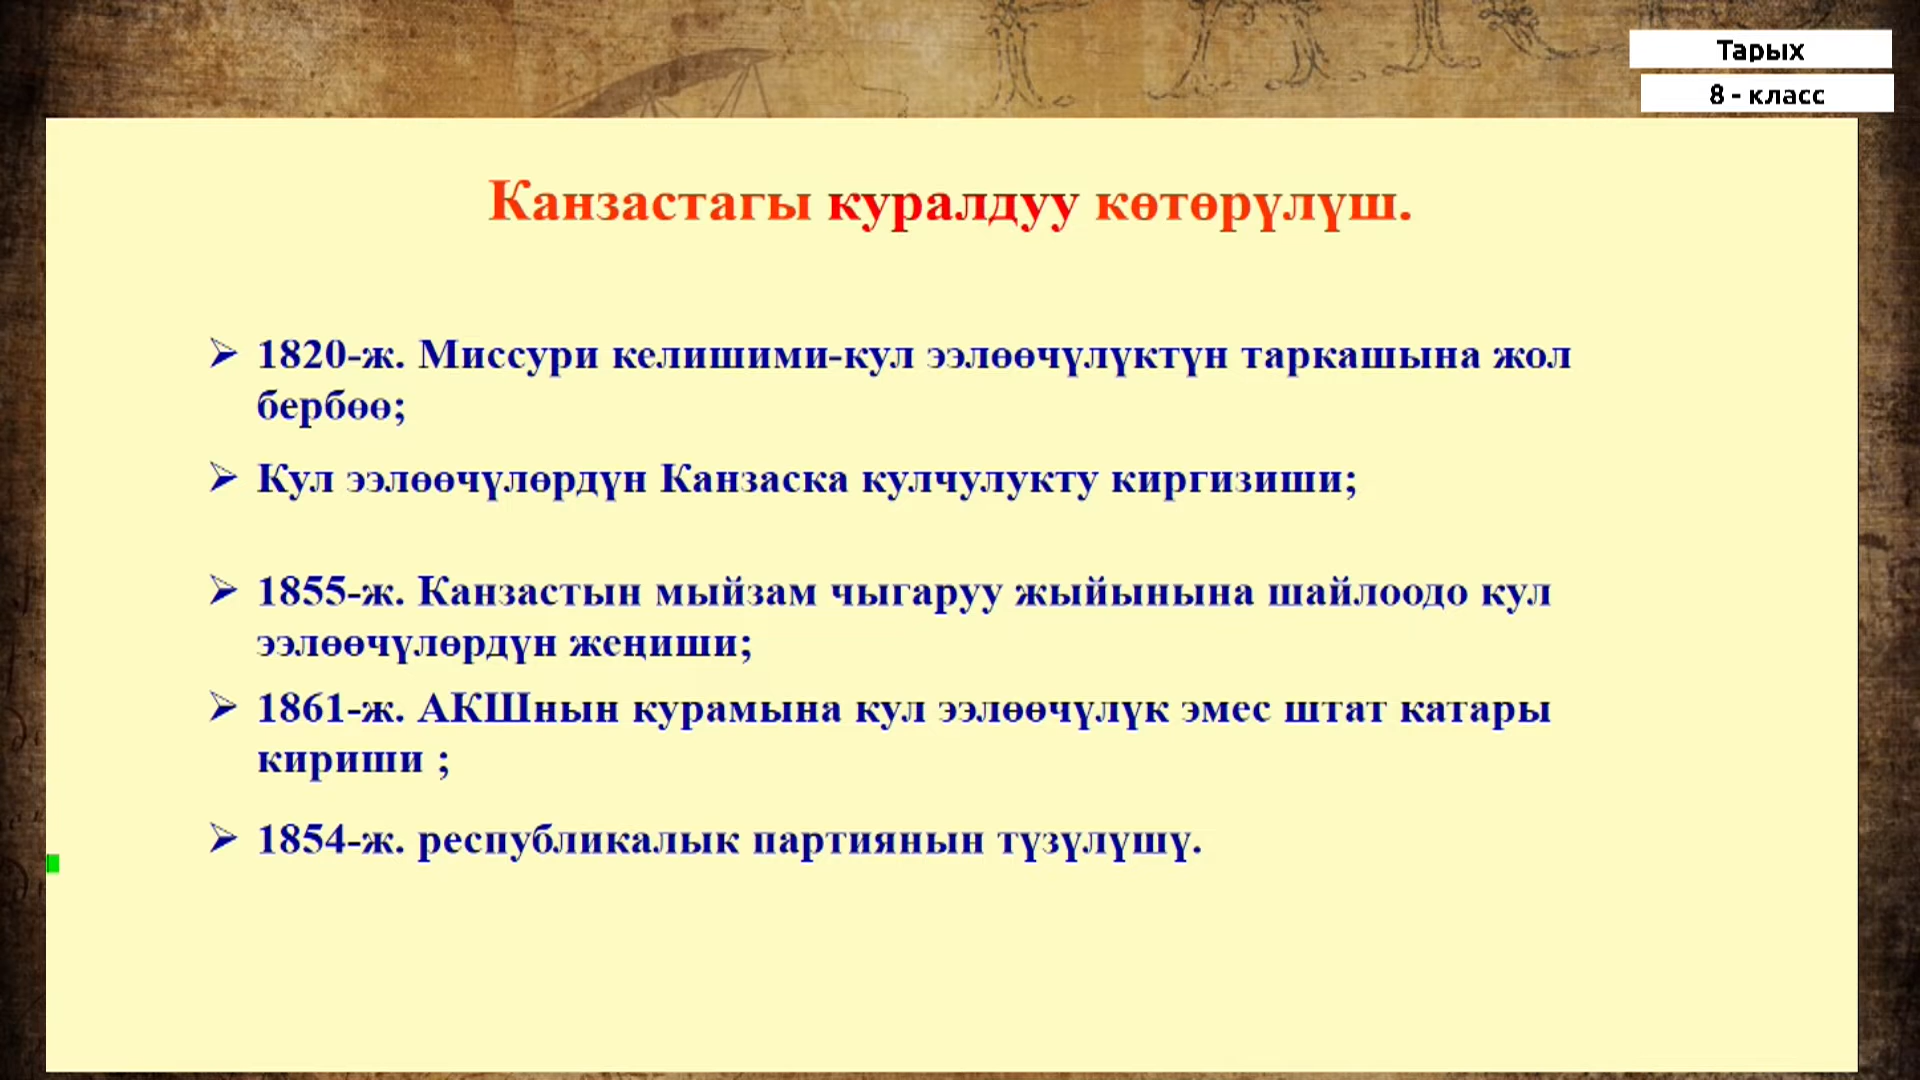 Тарых
8 - класс
Канзастагы куралдуу көтөрүлүш.
1820-ж. Миссури келишими-кул ээлөөчүлүктүн таркашына жол
бербөө;
Кул ээлөөчүлөрдүн Канзаска кулчулукту киргизиши;
1855-ж. Канзастын мыйзам чыгаруу жыйынына шайлоодо кул
ээлөөчүлөрдүн жеңиши;
1861-ж. АКШнын курамына кул ээлөөчүлүк эмес штат катары
кириши ;
1854-ж. республикалык партиянын түзүлүшү.